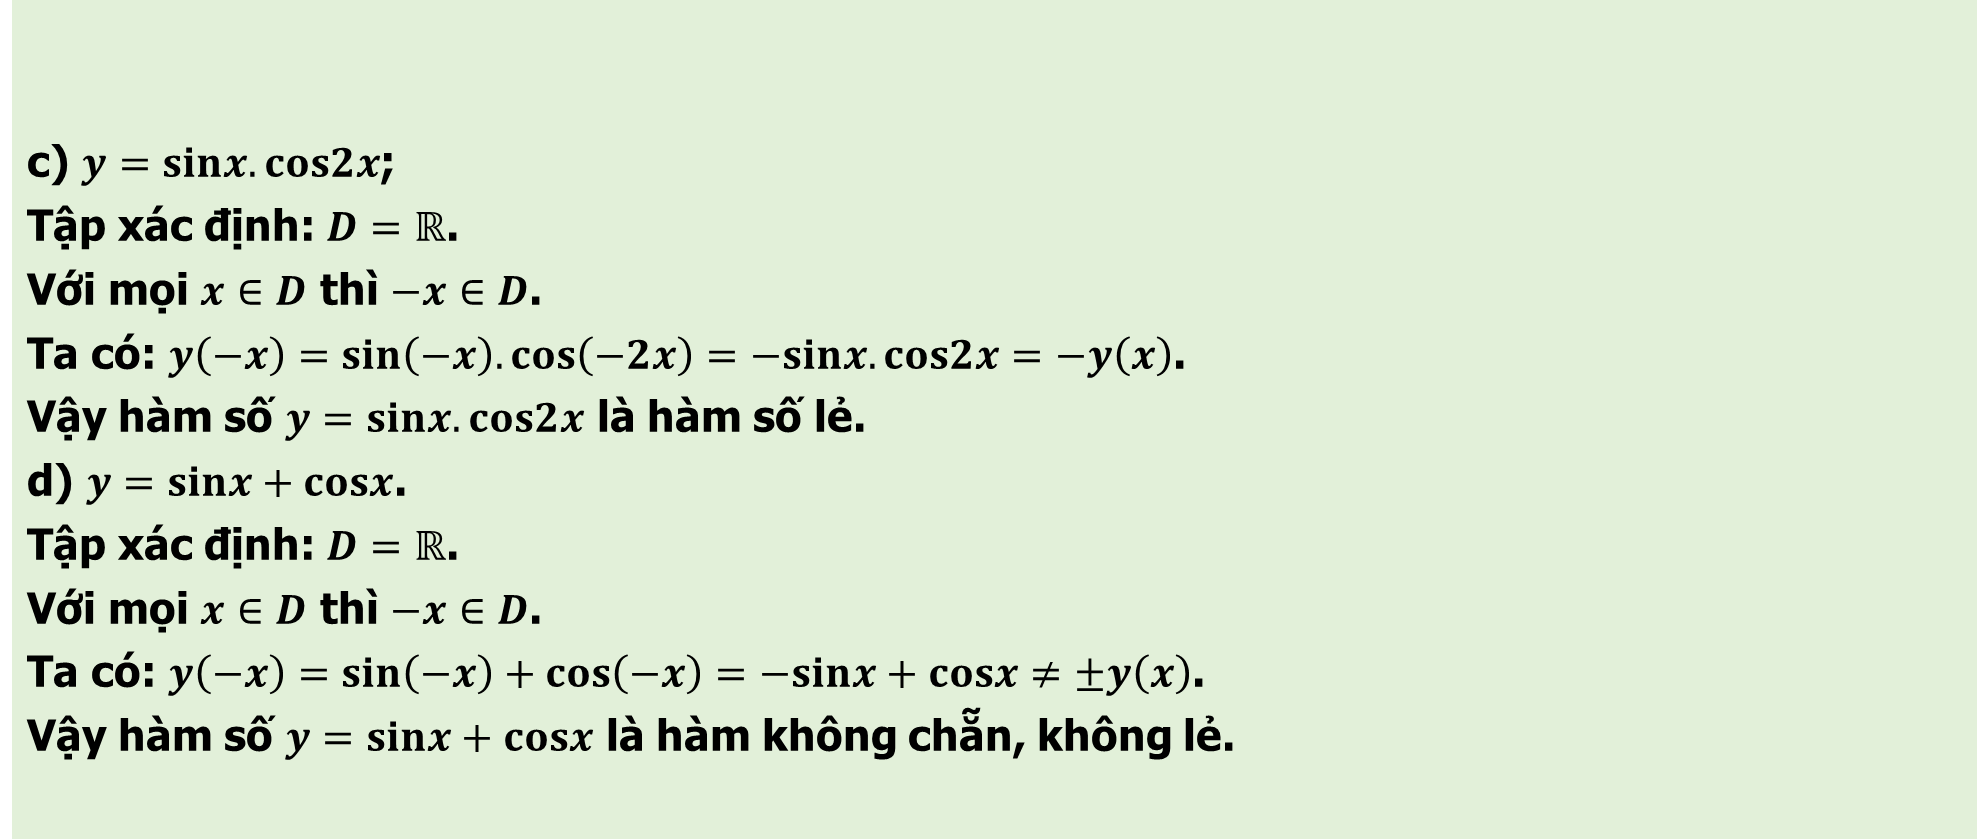 c) y = sinx. cos2x;
Tập xác định: D = ℝ.
Với mọi x ∈ D thì −x ∈ D.
Ta có: y(−x) = sin(−x). cos(−2x) = −sinx. cos2x = −y(x).
Vậy hàm số y = sinx. cos2x là hàm số lẻ.
d) y = sinx + cosx.
Tập xác định: D = ℝ.
Với mọi x ∈ D thì −x ∈ D.
Ta có: y(−x) = sin(−x) + cos(−x) = −sinx + cosx ≠ ±y(x).
Vậy hàm số y = sinx + cosx là hàm không chẵn, không lẻ.